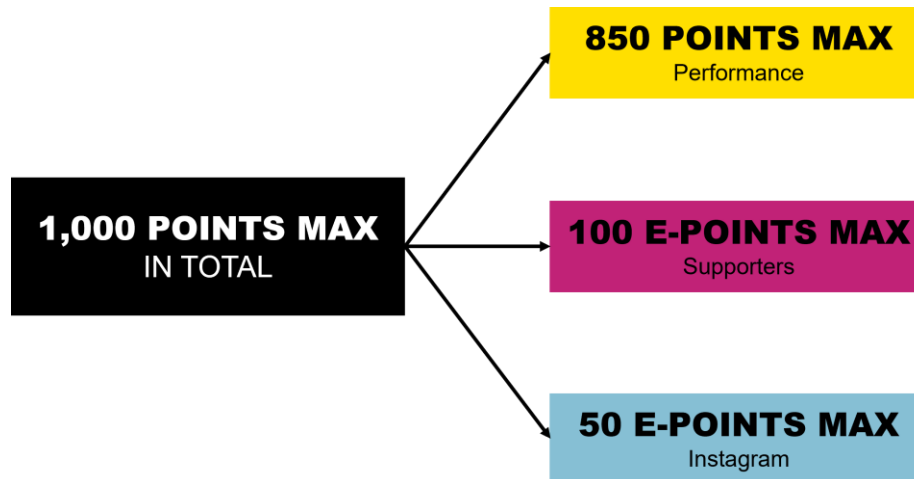 850 POINTS MAX
Performance
1,000 POINTS MAX
IN TOTAL
100 E-POINTS MAX
Supporters
50 E-POINTS MAX
Instagram